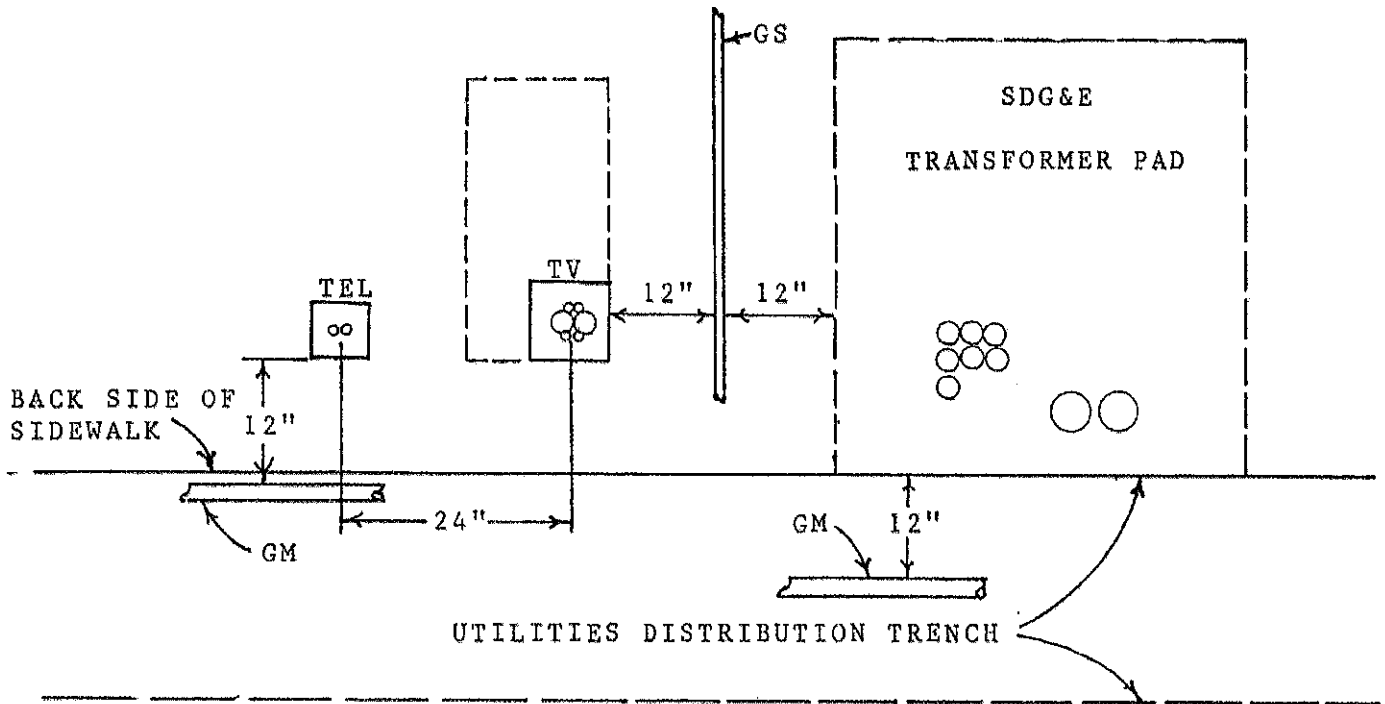 GS
SDG&E
TRANSFORMER PAD
TV
TEL
12"
12"
BACK SIDE OF
SIDEWALK
12"
24"
GM
GM
12"
UTILITIES DISTRIBUTION TRENCH